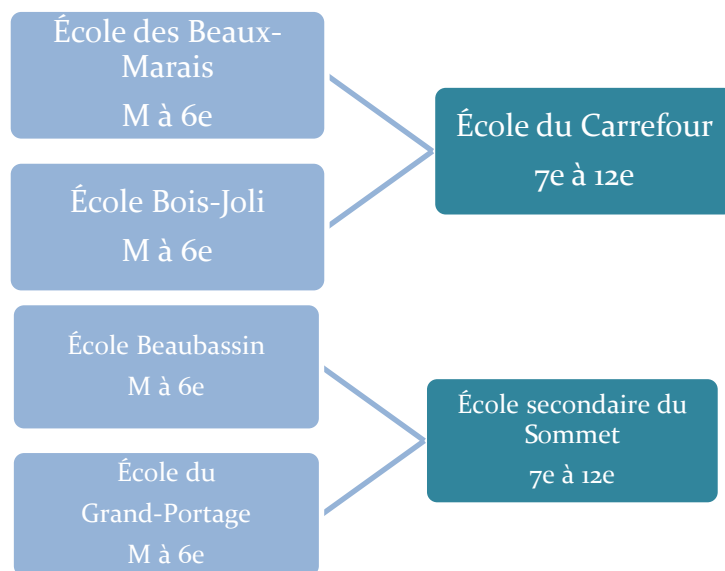 École des Beaux-
Marais
M à 6e
École du Carrefour
7e à 12e
École Bois-Joli
M à 6e
École Beaubassin
M à 6e
École secondaire du
Sommet
7e à 12e
École du
Grand-Portage
M à 6e